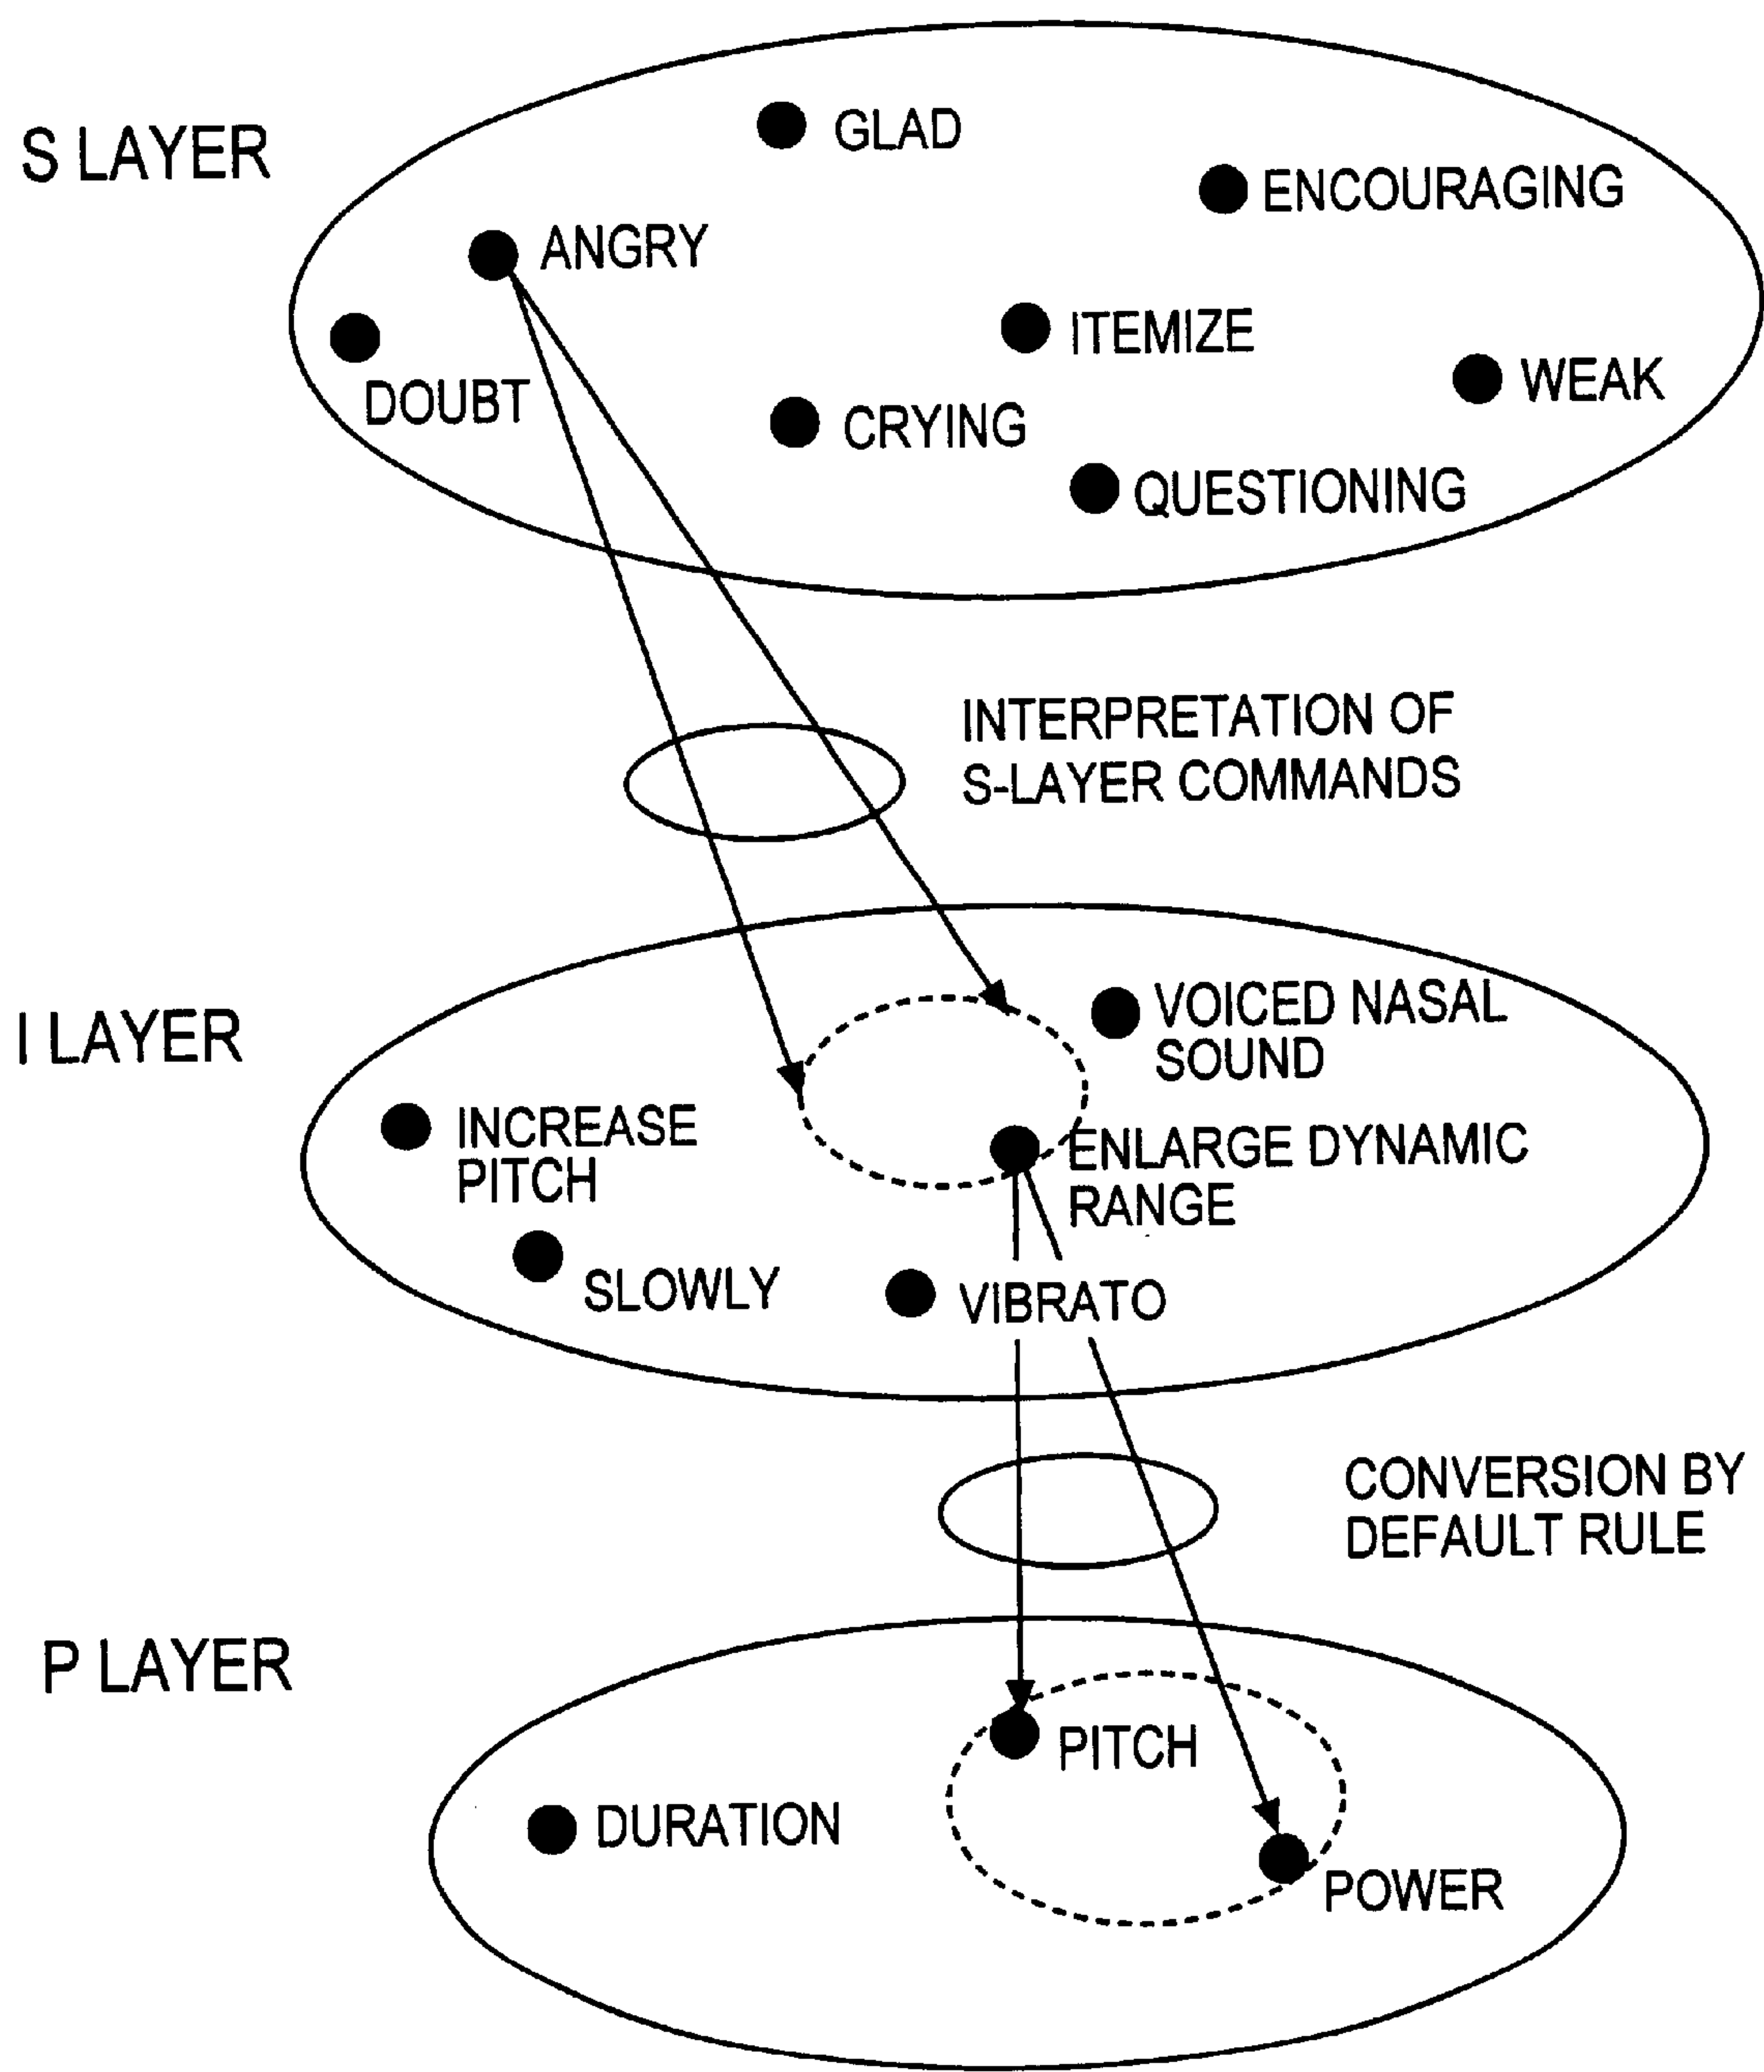 S LAYER
GLAD
ENCOURAGING
ANGRY
ITEMIZE
DOUBT
WEAK
CRYING
QUESTIONING
INTERPRETATION OF
S-LAYER COMMANDS
I LAYER
VOICED NASAL
SOUND
INCREASE
PITCH
ENLARGE DYNAMIC
RANGE
SLOWLY
VIBRATO
CONVERSION BY
DEFAULT RULE
P LAYER
PITCH
DURATION
POWER